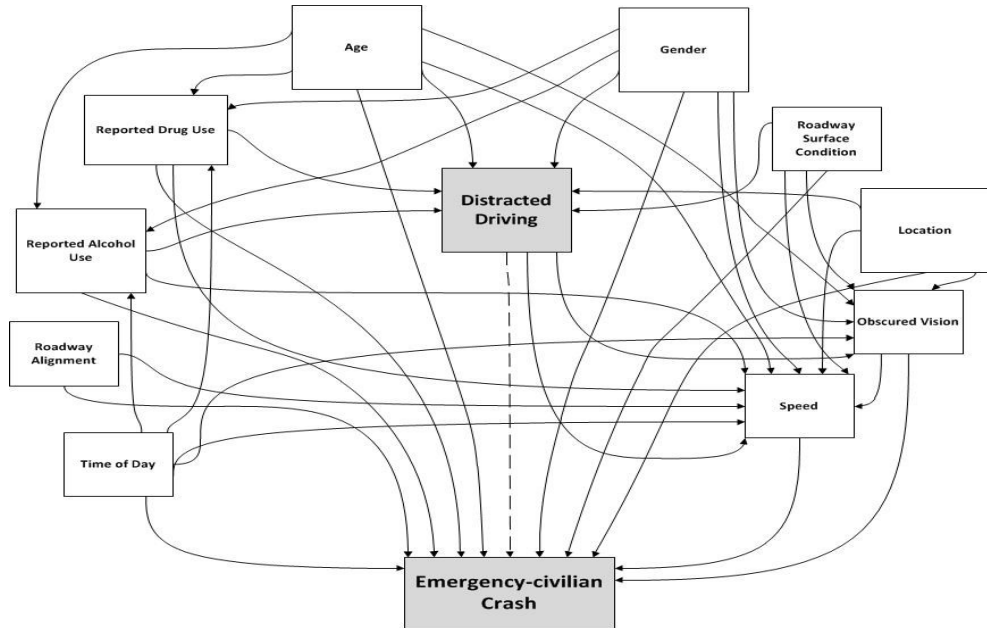 Age
Gender
Reported Drug Use
Roadway
Surface
Condition
Distracted
Driving
Reported Alcohol
Use
Location
Obscured Vision
Roadway
Alignment
Speed
Time of Day
Emergency-civilian
Crash